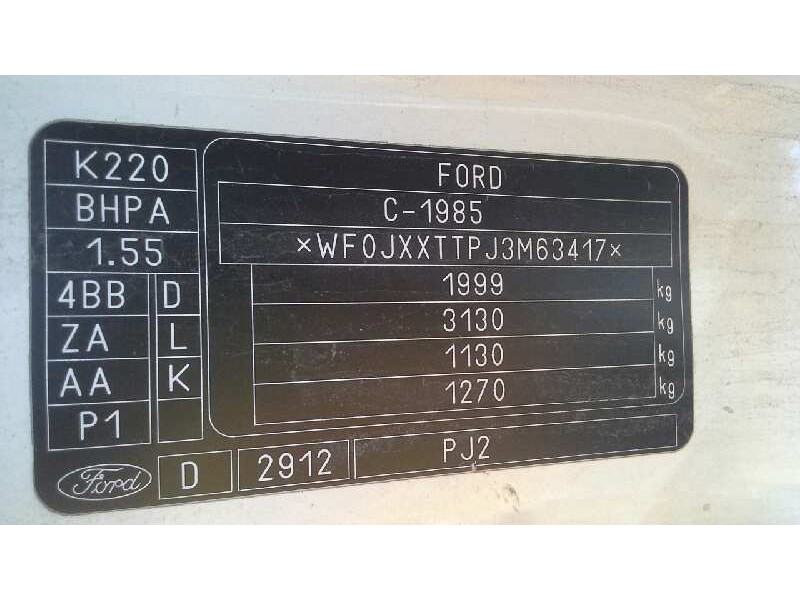 K220
BHPA
1.55
4BB D
ZA L
AA K
P1
FORD
C-1985
×WF0JXXTTPJ3M63417×
1999 kg
3130 kg
1130 kg
1270 kg
Ford D 2912 PJ2